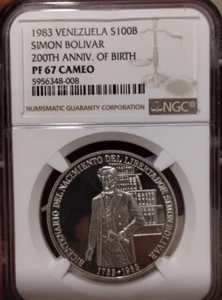 1983 VENEZUELA S100B
SIMON BOLIVAR
200TH ANNIV. OF BIRTH
PF 67 CAMEO
5956348-008
NUMISMATIC GUARANTY CORPORATION
NGC
BICENTENARIO DEL NACIMIENTO DEL LIBERTADOR SIMON BOLIVAR
1783-1983